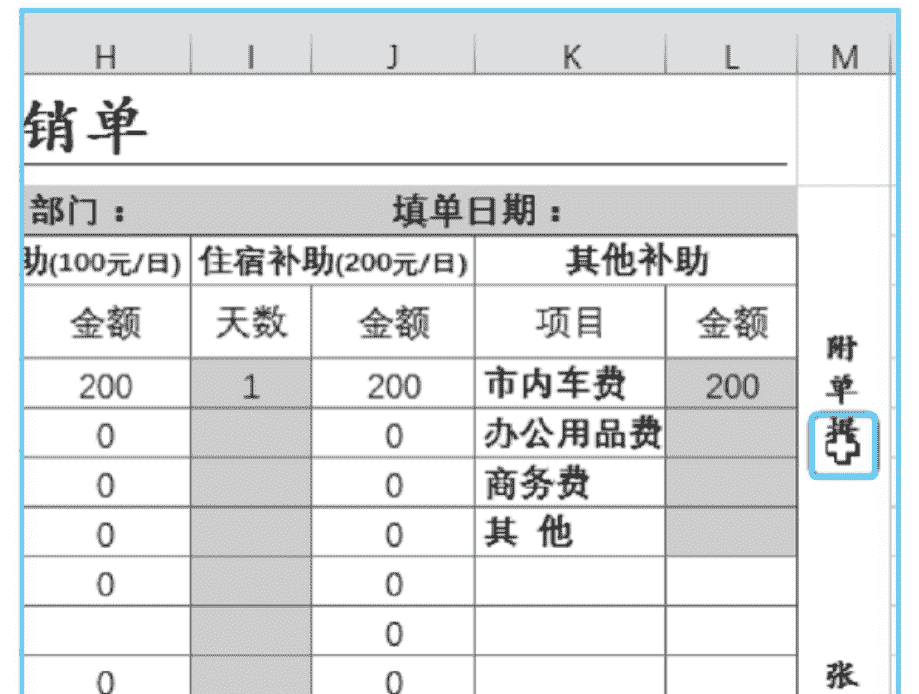 H I J K L M
销单
部门： 填单日期：
助(100元/日) 住宿补助(200元/日) 其他补助
金额 天数 金额 项目 金额
200 1 200 市内车费 200
0 0 办公用品费
0 0 商务费
0 0 其 他
0 0
0
0 0
附
单
张